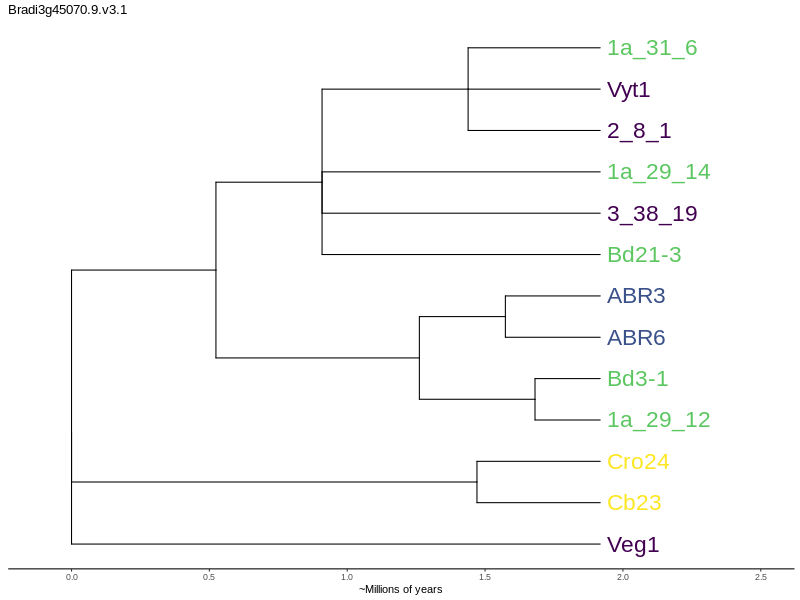 Bradi3g45070.9.v3.1
1a_31_6
Vyt1
2_8_1
1a_29_14
3_38_19
Bd21-3
ABR3
ABR6
Bd3-1
1a_29_12
Cro24
Cb23
Veg1
0.0 0.5 1.0 1.5 2.0 2.5
~Millions of years